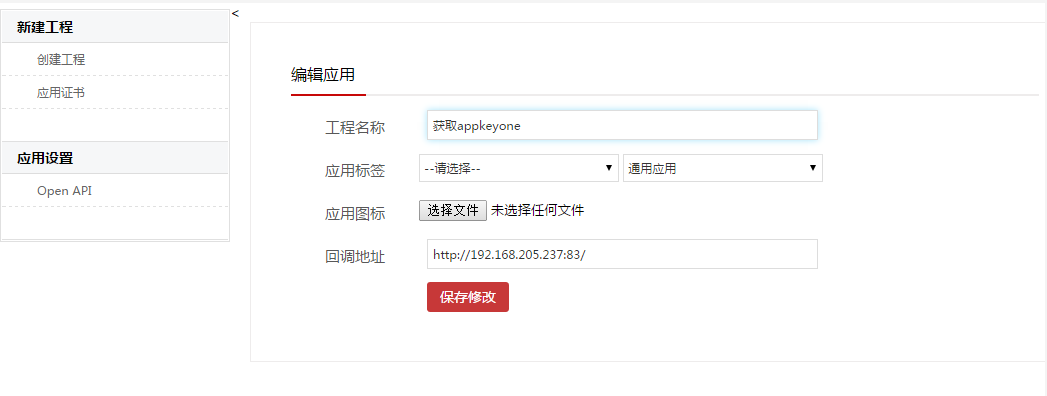 新建工程
<
创建工程
应用证书
应用设置
Open API
编辑应用
工程名称 获取appkeyone
应用标签 --请选择-- 通用应用
应用图标 选择文件 未选择任何文件
回调地址 http://192.168.205.237:83/
保存修改